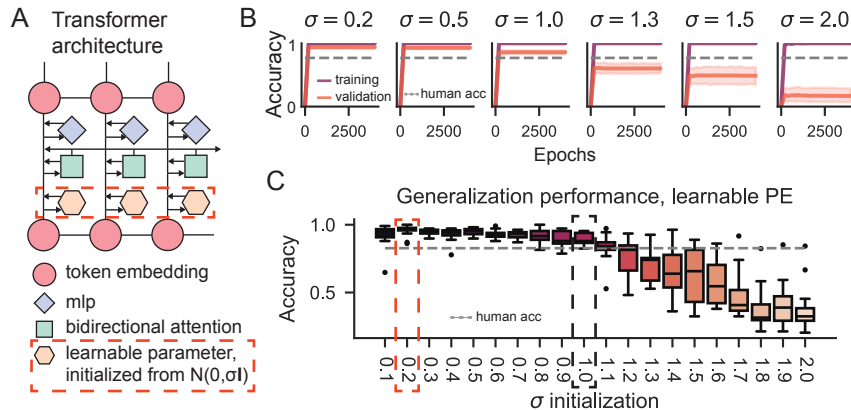 A
Transformer
architecture
token embedding
mlp
bidirectional attention
learnable parameter,
initialized from N(0,σI)
B
σ = 0.2 σ = 0.5 σ = 1.0 σ = 1.3 σ = 1.5 σ = 2.0
Accuracy
1
0
training
validation
human acc
0 2500 0 2500 0 2500 0 2500 0 2500 0 2500
Epochs
C
Generalization performance, learnable PE
Accuracy
1.0
0.5
human acc
0.1 0.2 0.3 0.4 0.5 0.6 0.7 0.8 0.9 1.0 1.1 1.2 1.3 1.4 1.5 1.6 1.7 1.8 1.9 2.0
σ initialization